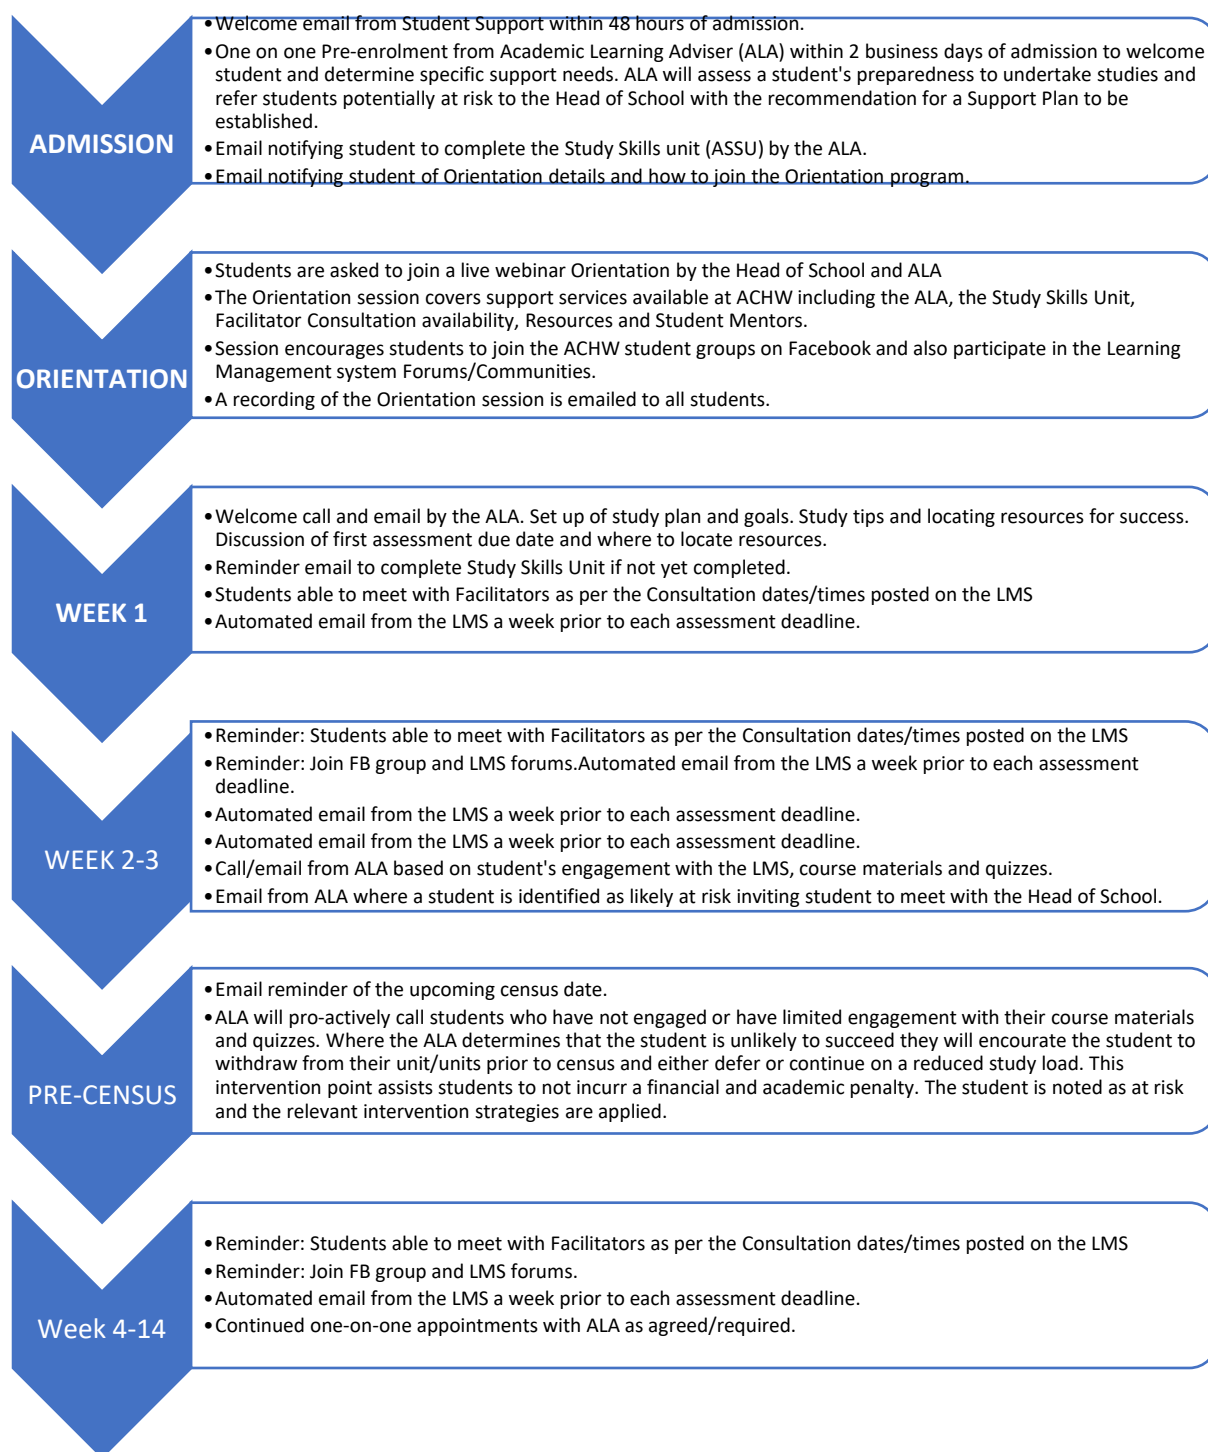 ADMISSION
•Welcome email from Student Support within 48 hours of admission.
•One on one Pre-enrolment from Academic Learning Adviser (ALA) within 2 business days of admission to welcome
student and determine specific support needs. ALA will assess a student's preparedness to undertake studies and
refer students potentially at risk to the Head of School with the recommendation for a Support Plan to be
established.
•Email notifying student to complete the Study Skills unit (ASSU) by the ALA.
•Email notifying student of Orientation details and how to join the Orientation program.
ORIENTATION
•Students are asked to join a live webinar Orientation by the Head of School and ALA
•The Orientation session covers support services available at ACHW including the ALA, the Study Skills Unit,
Facilitator Consultation availability, Resources and Student Mentors.
•Session encourages students to join the ACHW student groups on Facebook and also participate in the Learning
Management system Forums/Communities.
•A recording of the Orientation session is emailed to all students.
WEEK 1
•Welcome call and email by the ALA. Set up of study plan and goals. Study tips and locating resources for success.
Discussion of first assessment due date and where to locate resources.
•Reminder email to complete Study Skills Unit if not yet completed.
•Students able to meet with Facilitators as per the Consultation dates/times posted on the LMS
•Automated email from the LMS a week prior to each assessment deadline.
WEEK 2-3
•Reminder: Students able to meet with Facilitators as per the Consultation dates/times posted on the LMS
•Reminder: Join FB group and LMS forums.Automated email from the LMS a week prior to each assessment
deadline.
•Automated email from the LMS a week prior to each assessment deadline.
•Automated email from the LMS a week prior to each assessment deadline.
•Call/email from ALA based on student's engagement with the LMS, course materials and quizzes.
•Email from ALA where a student is identified as likely at risk inviting student to meet with the Head of School.
PRE-CENSUS
•Email reminder of the upcoming census date.
•ALA will pro-actively call students who have not engaged or have limited engagement with their course materials
and quizzes. Where the ALA determines that the student is unlikely to succeed they will encourate the student to
withdraw from their unit/units prior to census and either defer or continue on a reduced study load. This
intervention point assists students to not incurr a financial and academic penalty. The student is noted as at risk
and the relevant intervention strategies are applied.
Week 4-14
•Reminder: Students able to meet with Facilitators as per the Consultation dates/times posted on the LMS
•Reminder: Join FB group and LMS forums.
•Automated email from the LMS a week prior to each assessment deadline.
•Continued one-on-one appointments with ALA as agreed/required.